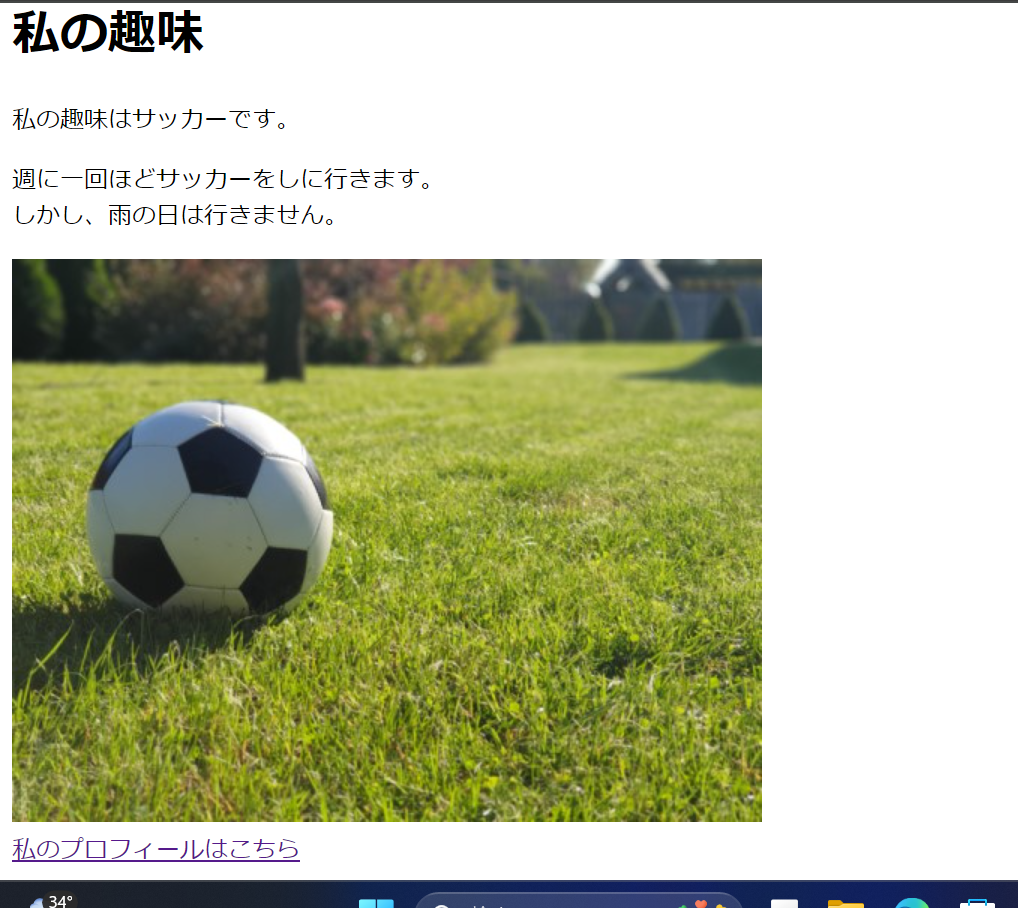 私の趣味
私の趣味はサッカーです。
週に一回ほどサッカーをしに行きます。
しかし、雨の日は行きません。
私のプロフィールはこちら
34°